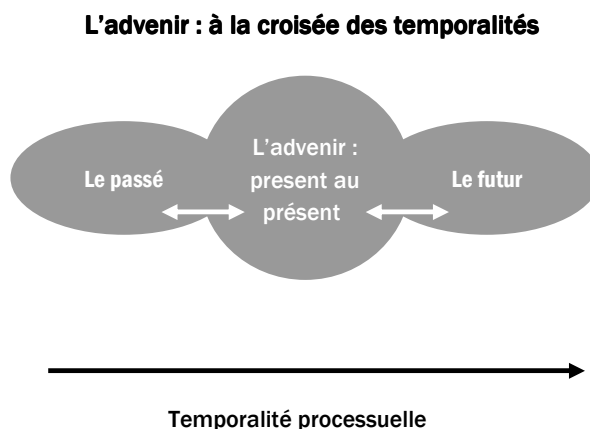 L'advenir : à la croisée des temporalités
Le passé
L'advenir :
present au
présent
Le futur
Temporalité processuelle